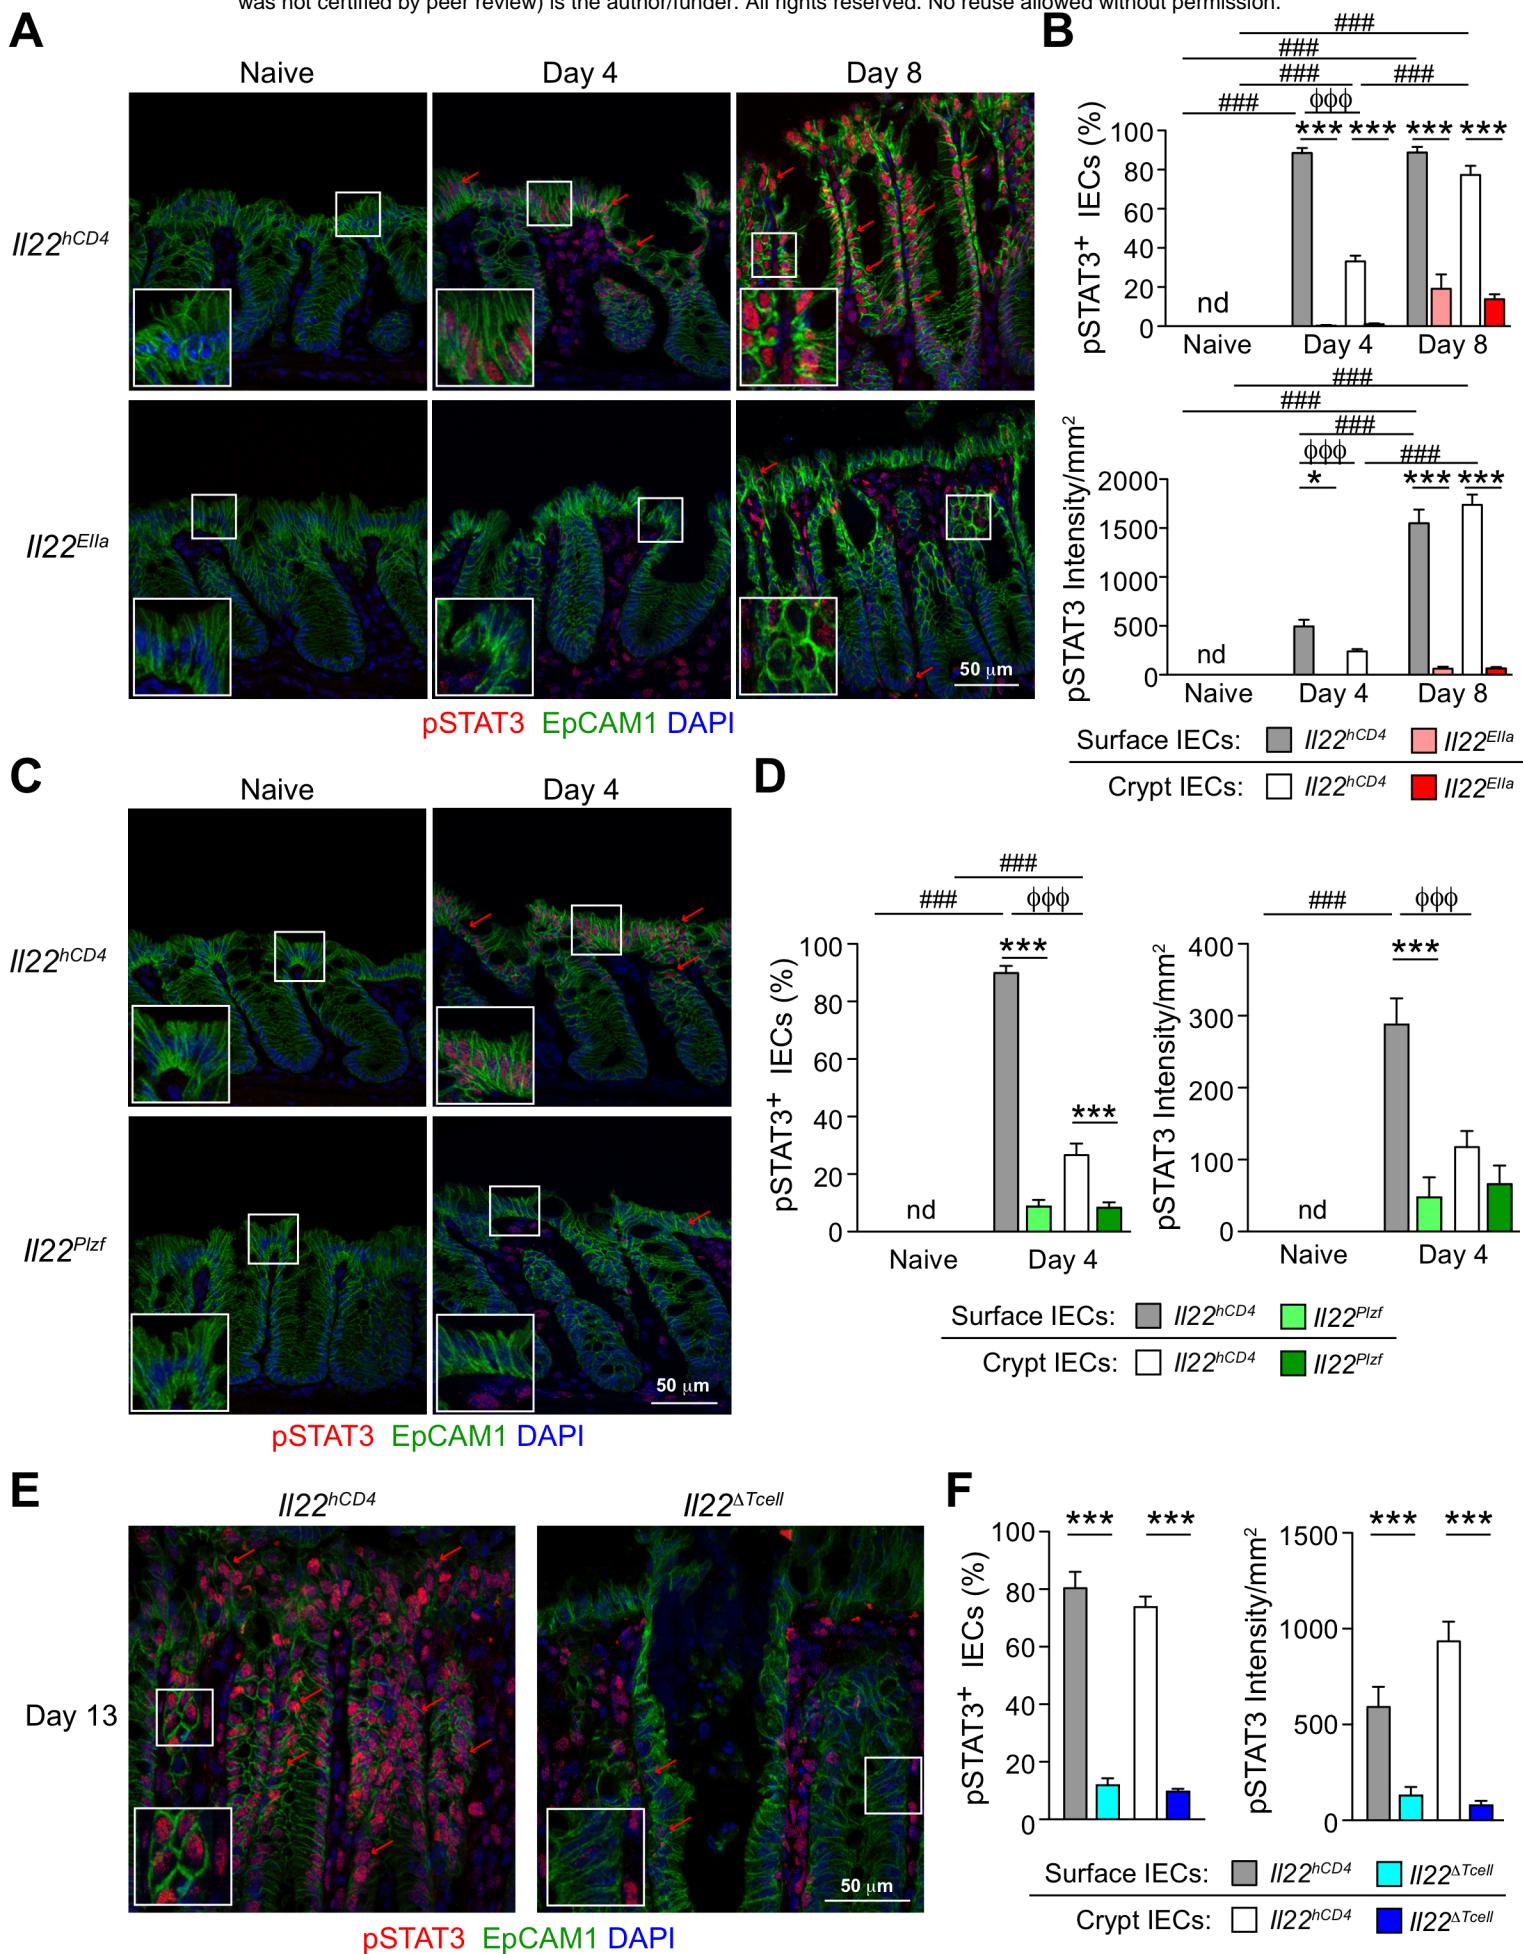 was not certified by peer review) is the author/funder. All rights reserved. No reuse allowed without permission.
A
Naive Day 4 Day 8
Il22hCD4
Il22EIIa
50 μm
pSTAT3 EpCAM1 DAPI
B
###
###
### ###
### ϕϕϕ
*** *** *** ***
pSTAT3+ IECs (%)
100
80
60
40
20
0
nd
Naive Day 4 Day 8
###
###
###
ϕϕϕ ###
* *** ***
pSTAT3 Intensity/mm2
2000
1500
1000
500
0
nd
Naive Day 4 Day 8
Surface IECs: Il22hCD4 Il22EIIa
Crypt IECs: Il22hCD4 Il22EIIa
C
Naive Day 4
Il22hCD4
Il22Plzf
50 μm
pSTAT3 EpCAM1 DAPI
D
###
### ϕϕϕ
***
***
pSTAT3+ IECs (%)
100
80
60
40
20
0
nd
Naive Day 4
### ϕϕϕ
***
pSTAT3 Intensity/mm2
400
300
200
100
0
nd
Naive Day 4
Surface IECs: Il22hCD4 Il22Plzf
Crypt IECs: Il22hCD4 Il22Plzf
E
Il22hCD4 Il22ΔTcell
Day 13
50 μm
pSTAT3 EpCAM1 DAPI
F
*** ***
pSTAT3+ IECs (%)
100
80
60
40
20
0
*** ***
pSTAT3 Intensity/mm2
1500
1000
500
0
Surface IECs: Il22hCD4 Il22ΔTcell
Crypt IECs: Il22hCD4 Il22ΔTcell